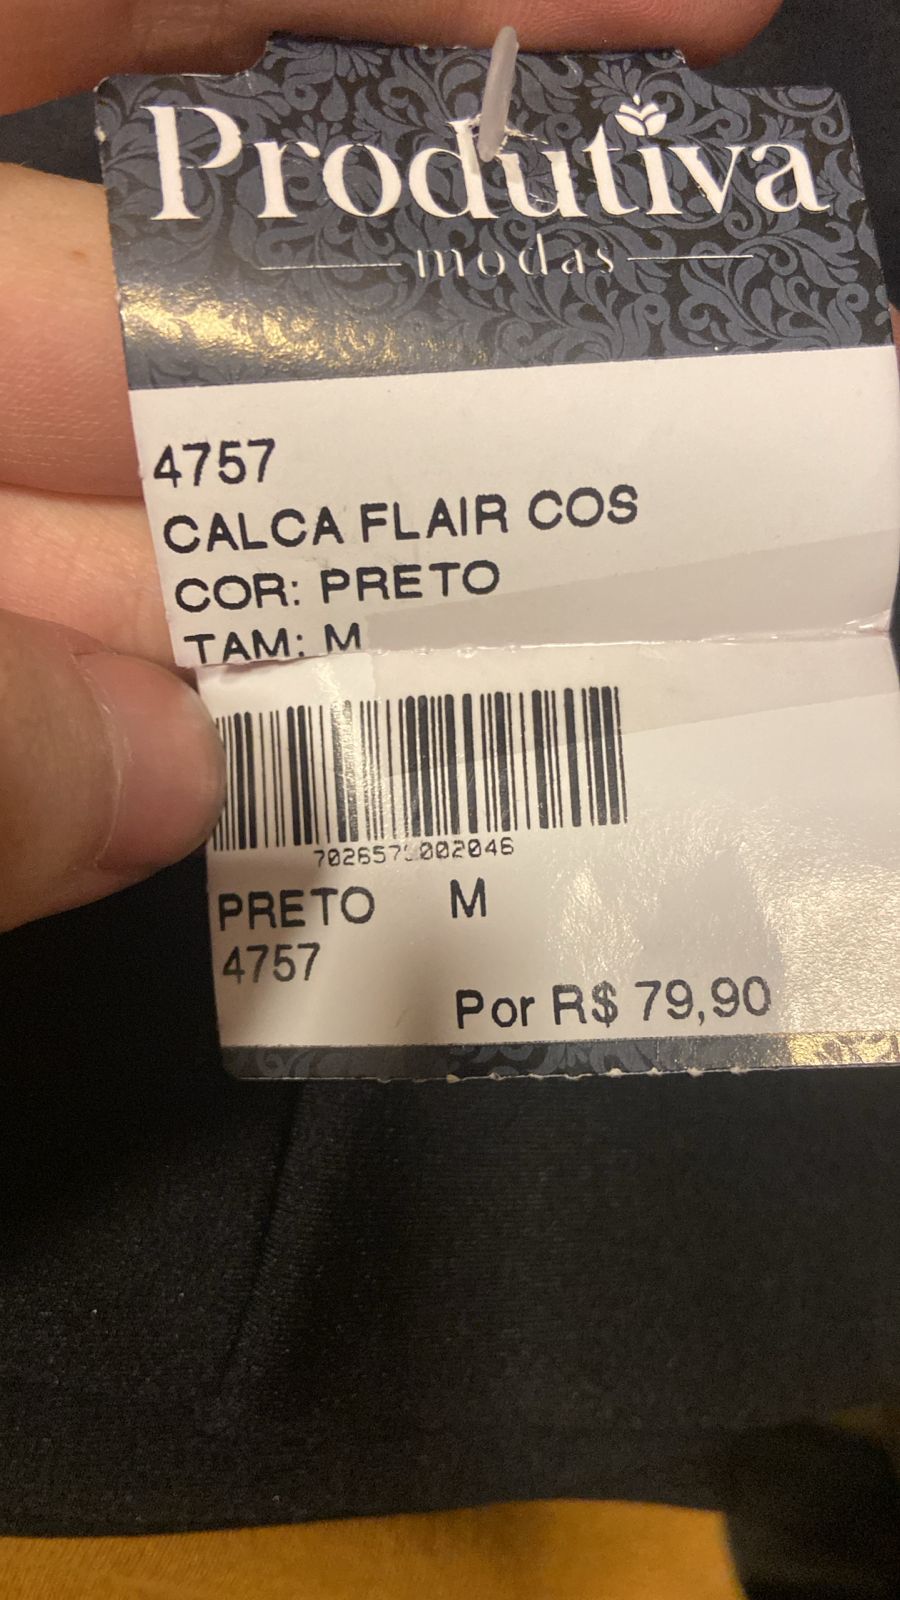 Produtiva
modas
4757
CALCA FLAIR COS
COR: PRETO
TAM: M
PRETO M
4757
Por R$ 79,90